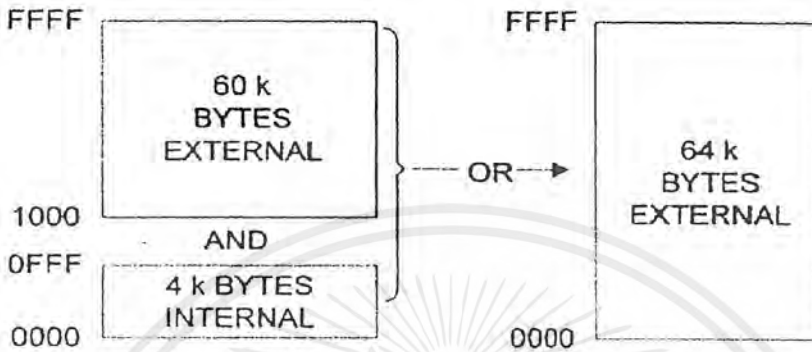 FFFF
60 k
BYTES
EXTERNAL
1000
AND
0FFF
4 k BYTES
INTERNAL
0000
OR
FFFF
64 k
BYTES
EXTERNAL
0000